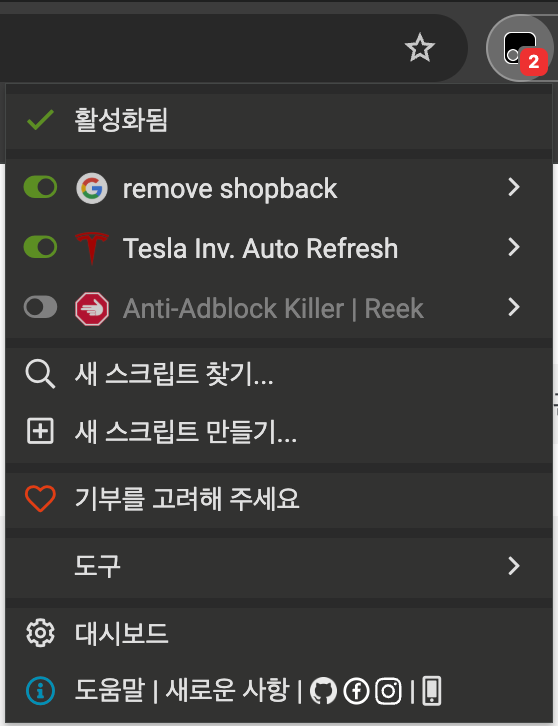 2
활성화됨
remove shopback
Tesla Inv. Auto Refresh
Anti-Adblock Killer | Reek
새 스크립트 찾기...
새 스크립트 만들기...
기부를 고려해 주세요
도구
대시보드
도움말 | 새로운 사항 | |